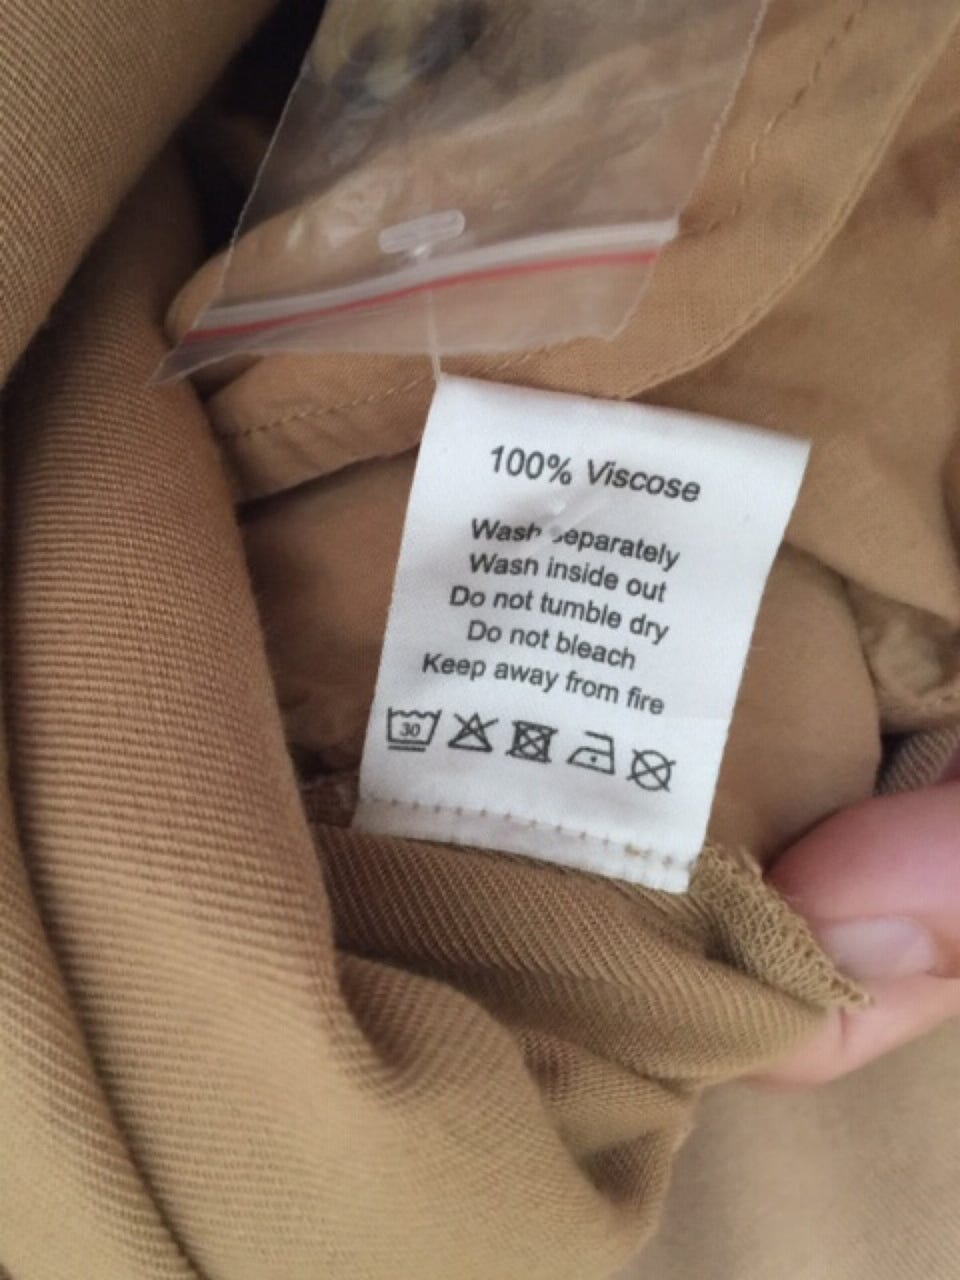 100% Viscose
Wash separately
Wash inside out
Do not tumble dry
Do not bleach
Keep away from fire
30